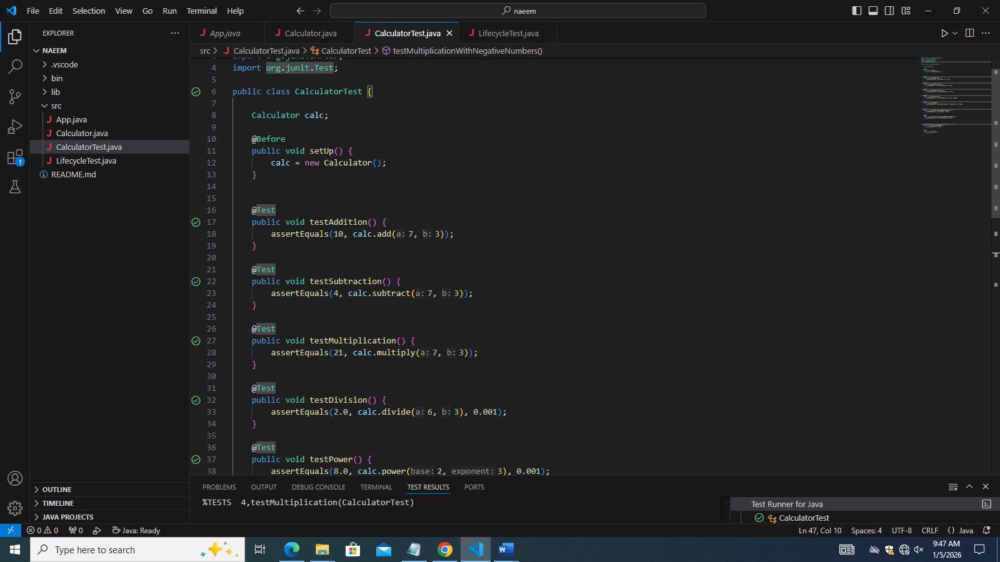 File Edit Selection View Go Run Terminal Help
naeem
EXPLORER
NAEEM
.vscode
bin
lib
src
App.java
Calculator.java
CalculatorTest.java
LifecycleTest.java
README.md
OUTLINE
TIMELINE
JAVA PROJECTS
1
App.java Calculator.java CalculatorTest.java LifecycleTest.java
src > CalculatorTest.java > CalculatorTest > testMultiplicationWithNegativeNumbers()
3 import org.junit.After;
4 import org.junit.Test;
5
6 public class CalculatorTest {
7
8 Calculator calc;
9
10 @Before
11 public void setUp() {
12 calc = new Calculator();
13 }
14
15
16 @Test
17 public void testAddition() {
18 assertEquals(10, calc.add(a: 7, b: 3));
19 }
20
21 @Test
22 public void testSubtraction() {
23 assertEquals(4, calc.subtract(a: 7, b: 3));
24 }
25
26 @Test
27 public void testMultiplication() {
28 assertEquals(21, calc.multiply(a: 7, b: 3));
29 }
30
31 @Test
32 public void testDivision() {
33 assertEquals(2.0, calc.divide(a: 6, b: 3), 0.001);
34 }
35
36 @Test
37 public void testPower() {
38 assertEquals(8.0, calc.power(base: 2, exponent: 3), 0.001);
PROBLEMS OUTPUT DEBUG CONSOLE TERMINAL TEST RESULTS PORTS
%TESTS 4,testMultiplication(CalculatorTest)
Test Runner for Java
CalculatorTest
0 0 0 Java: Ready
Ln 47, Col 10 Spaces: 4 UTF-8 CRLF {} Java
Type here to search
9:47 AM
1/5/2026